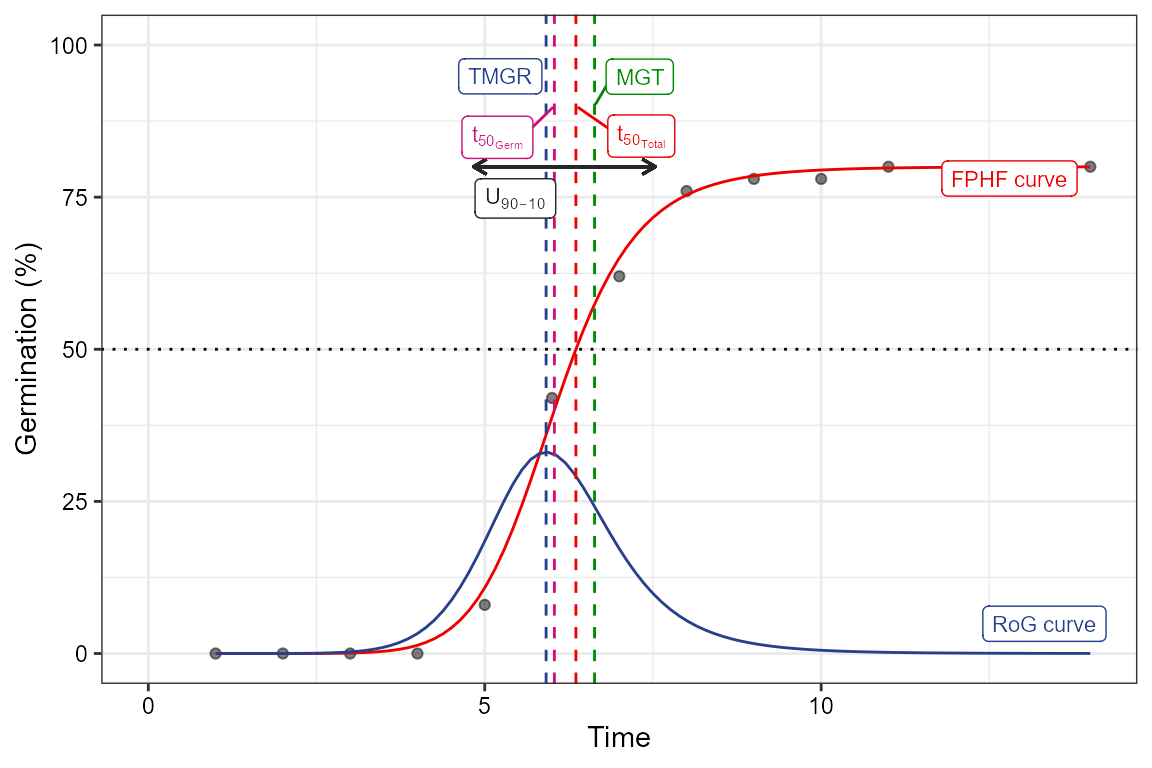 100
75
50
25
0
Germination (%)
TMGR
MGT
t50Germ
t50Total
U90−10
FPHF curve
RoG curve
0 5 10
Time